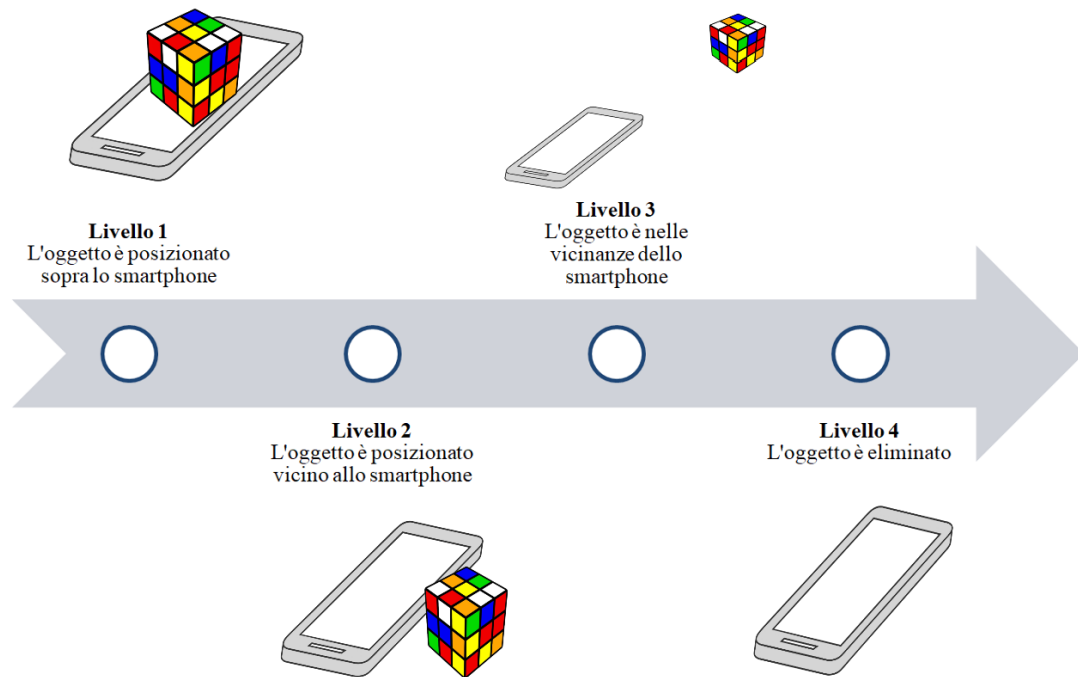 Livello 1
L'oggetto è posizionato
sopra lo smartphone
Livello 3
L'oggetto è nelle
vicinanze dello
smartphone
Livello 2
L'oggetto è posizionato
vicino allo smartphone
Livello 4
L'oggetto è eliminato